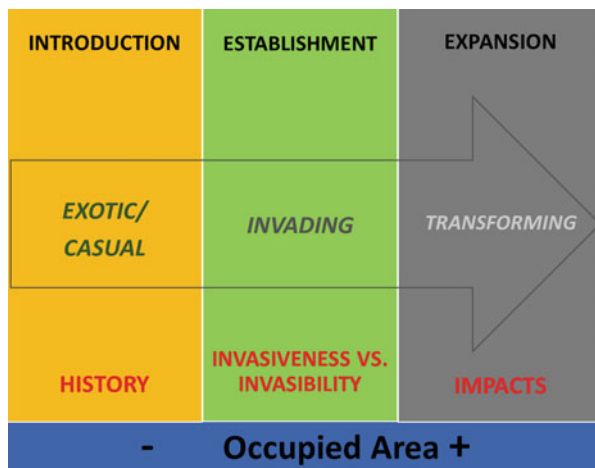 INTRODUCTION
ESTABLISHMENT
EXPANSION
EXOTIC/
CASUAL
INVADING
TRANSFORMING
HISTORY
INVASIVENESS VS.
INVASIBILITY
IMPACTS
- Occupied Area +